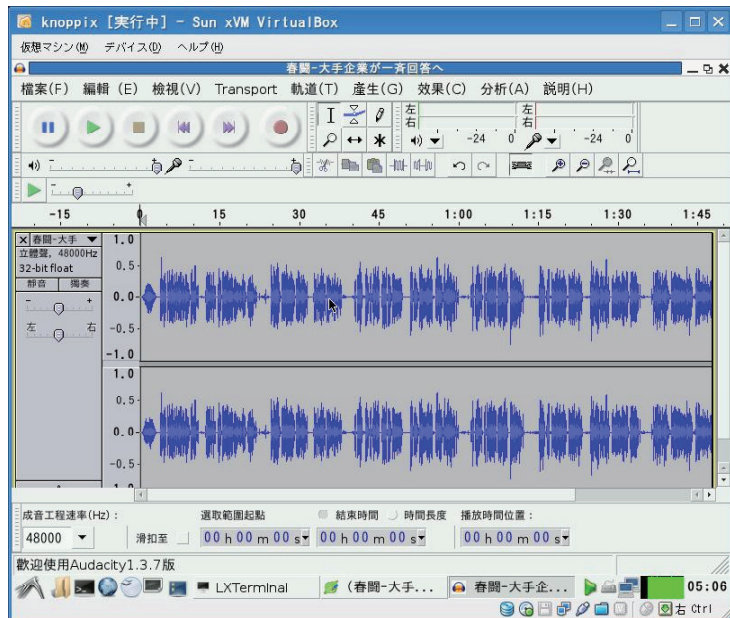 knoppix [実行中] - Sun xVM VirtualBox
仮想マシン(M) デバイス(D) ヘルプ(H)
春闘-大手企業が一斉回答へ
檔案(F) 編輯 (E) 檢視(V) Transport 軌道(T) 產生(G) 效果(C) 分析(A) 說明(H)
左 左
右 右
-24 0 -24 0
-15 0 15 30 45 1:00 1:15 1:30 1:45
春闘-大手
立體聲, 48000Hz
32-bit float
靜音 獨奏
- +
左 右
1.0
0.5
0.0
-0.5
-1.0
1.0
0.5
0.0
-0.5
-1.0
成音工程速率(Hz)： 選取範圍起點 結束時間 時間長度 播放時間位置：
48000 滑扣至 00 h 00 m 00 s 00 h 00 m 00 s 00 h 00 m 00 s
歡迎使用Audacity1.3.7版
LXTerminal (春闘-大手... 春闘-大手企... 05:06
右 Ctrl